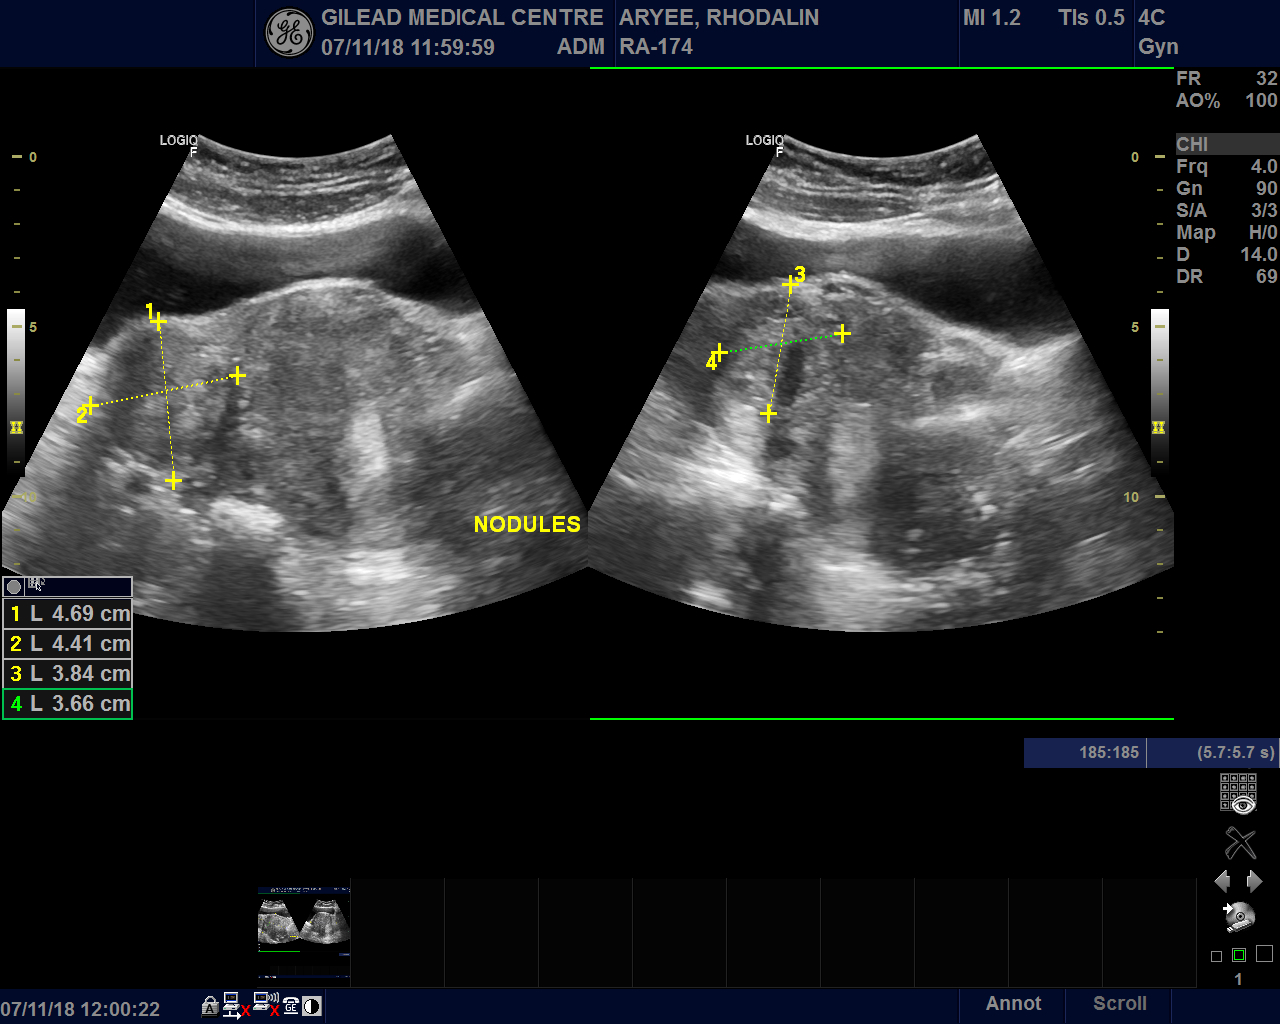 GILEAD MEDICAL CENTRE
07/11/18 11:59:59 ADM
ARYEE, RHODALIN
RA-174
MI 1.2 TIs 0.5
4C
Gyn
FR 32
AO% 100
CHI
Frq 4.0
Gn 90
S/A 3/3
Map H/0
D 14.0
DR 69
LOGIQ
F
LOGIQ
F
0
5
10
0
5
10
1
2
3
4
NODULES
1 L 4.69 cm
2 L 4.41 cm
3 L 3.84 cm
4 L 3.66 cm
185:185 (5.7:5.7 s)
1
07/11/18 12:00:22
A
GE
Annot
Scroll